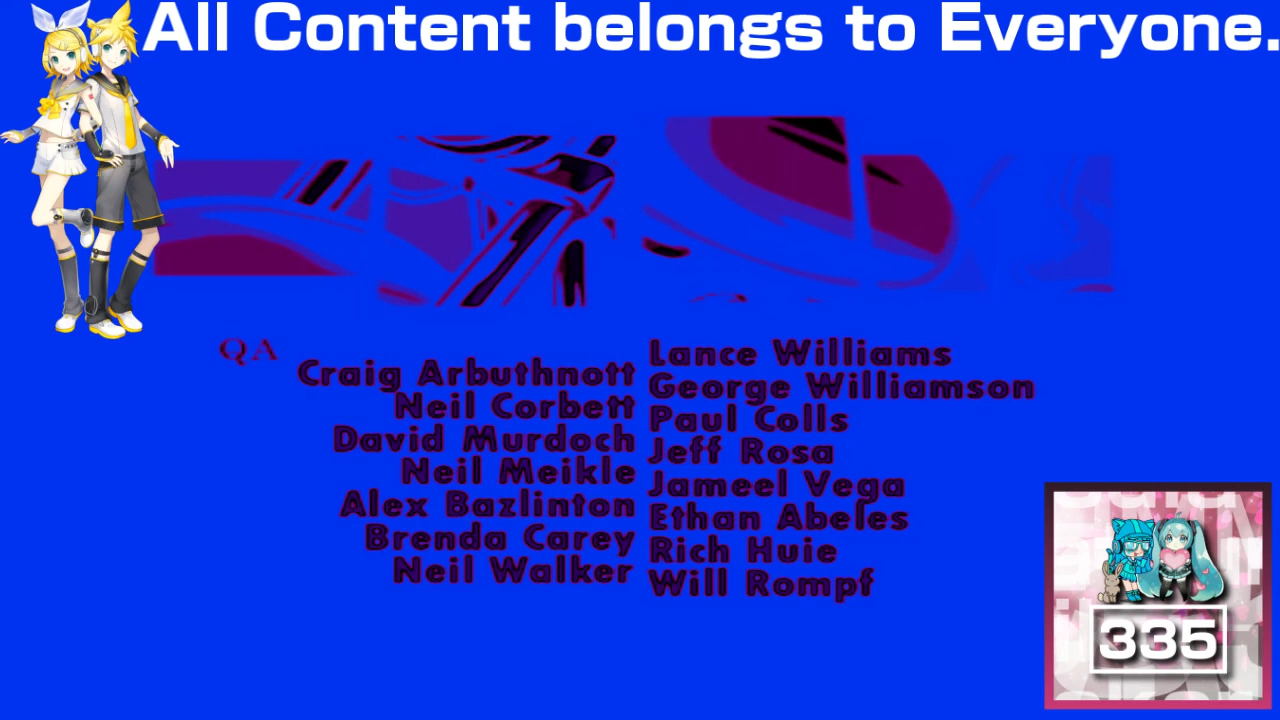 All Content belongs to Everyone.
QA
Craig Arbuthnott
Neil Corbett
David Murdoch
Neil Meikle
Alex Bazlinton
Brenda Carey
Neil Walker
Lance Williams
George Williamson
Paul Colls
Jeff Rosa
Jameel Vega
Ethan Abeles
Rich Huie
Will Rompf
335